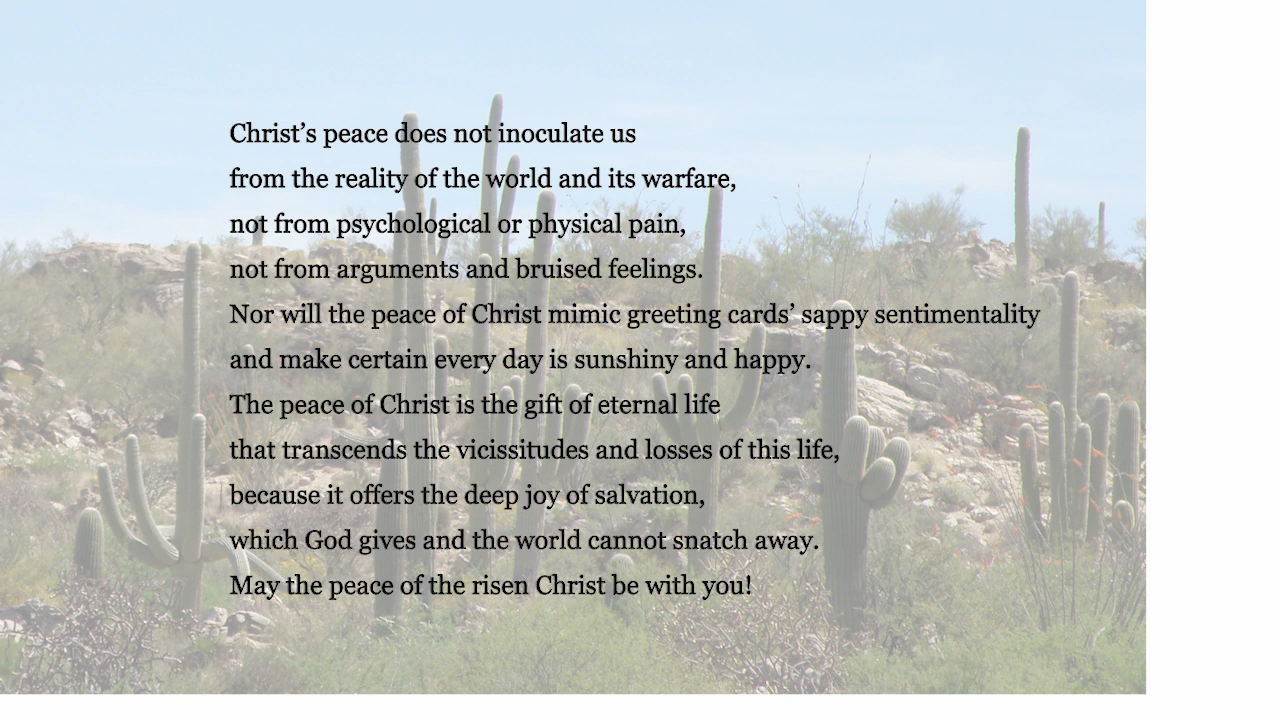 Christ’s peace does not inoculate us
from the reality of the world and its warfare,
not from psychological or physical pain,
not from arguments and bruised feelings.
Nor will the peace of Christ mimic greeting cards’ sappy sentimentality
and make certain every day is sunshiny and happy.
The peace of Christ is the gift of eternal life
that transcends the vicissitudes and losses of this life,
because it offers the deep joy of salvation,
which God gives and the world cannot snatch away.
May the peace of the risen Christ be with you!